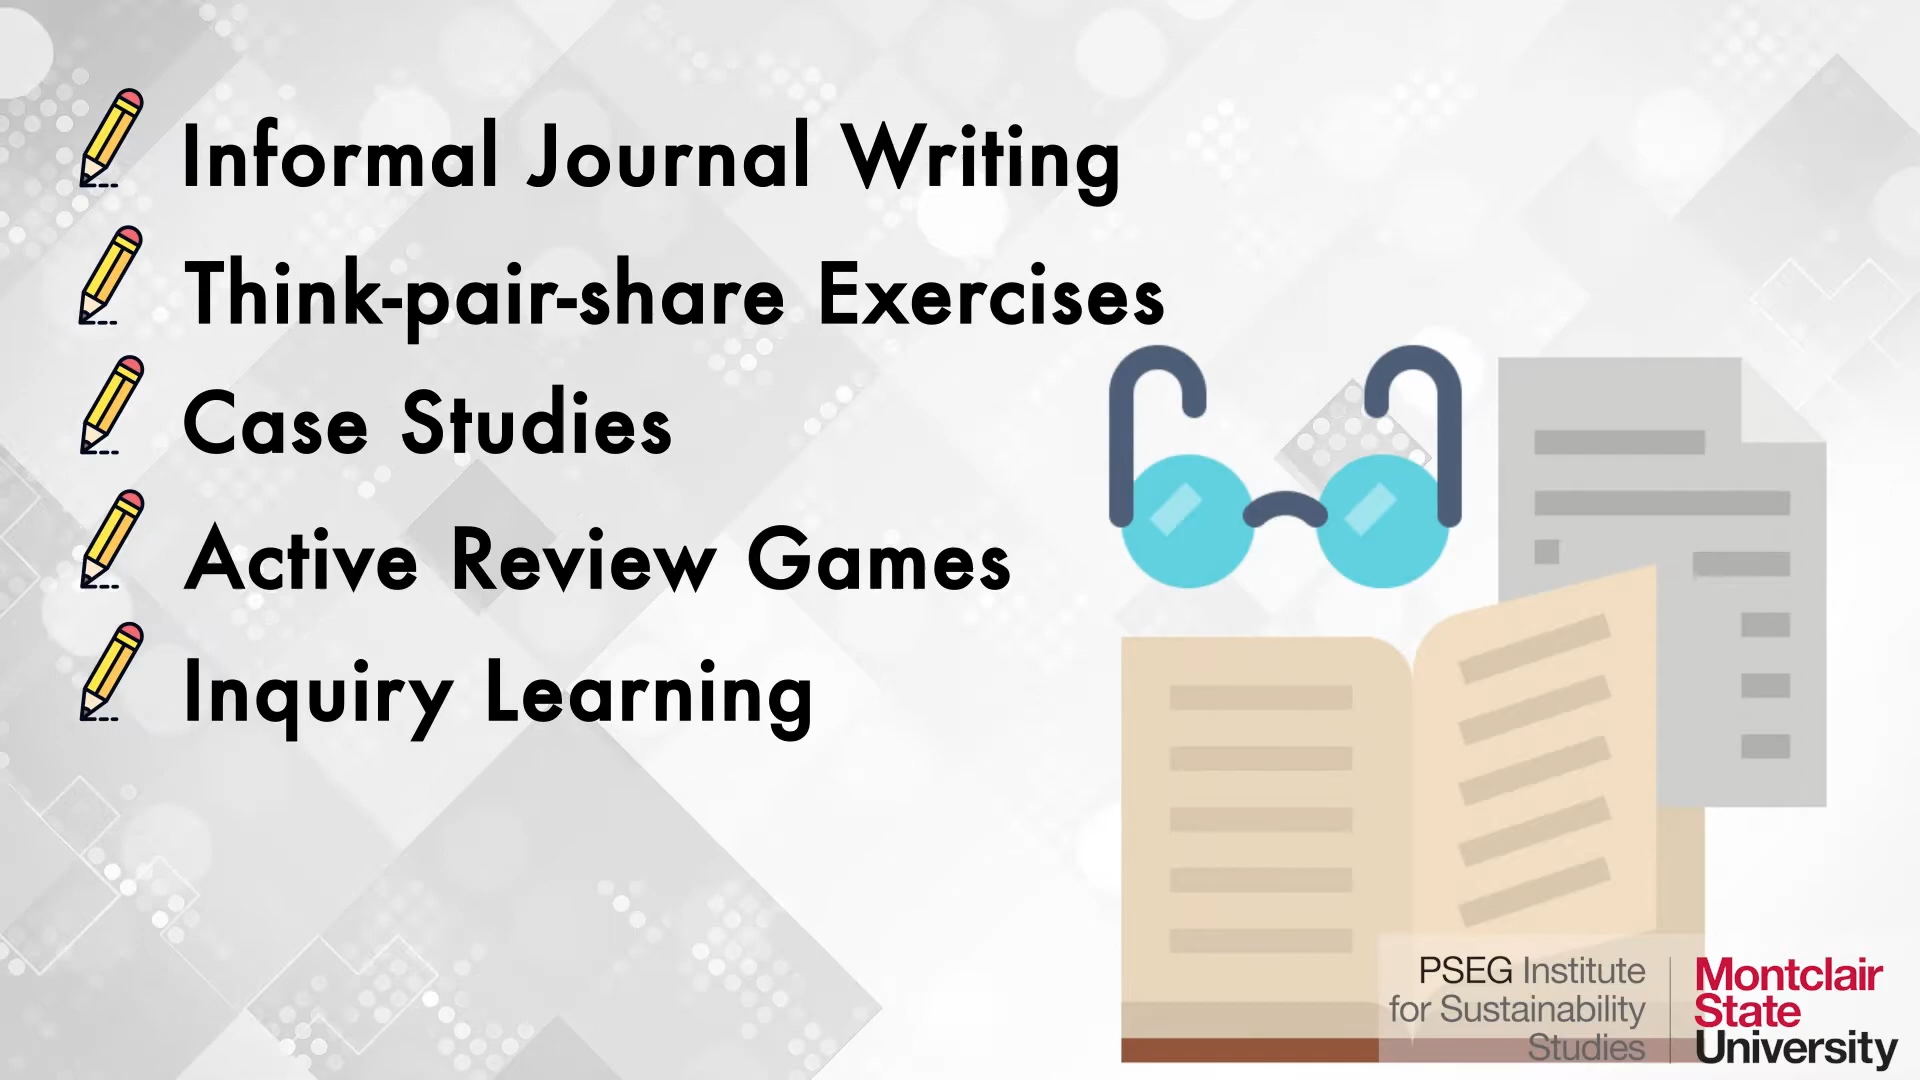 Informal Journal Writing
Think-pair-share Exercises
Case Studies
Active Review Games
Inquiry Learning
PSEG Institute
for Sustainability
Studies
Montclair
State
University